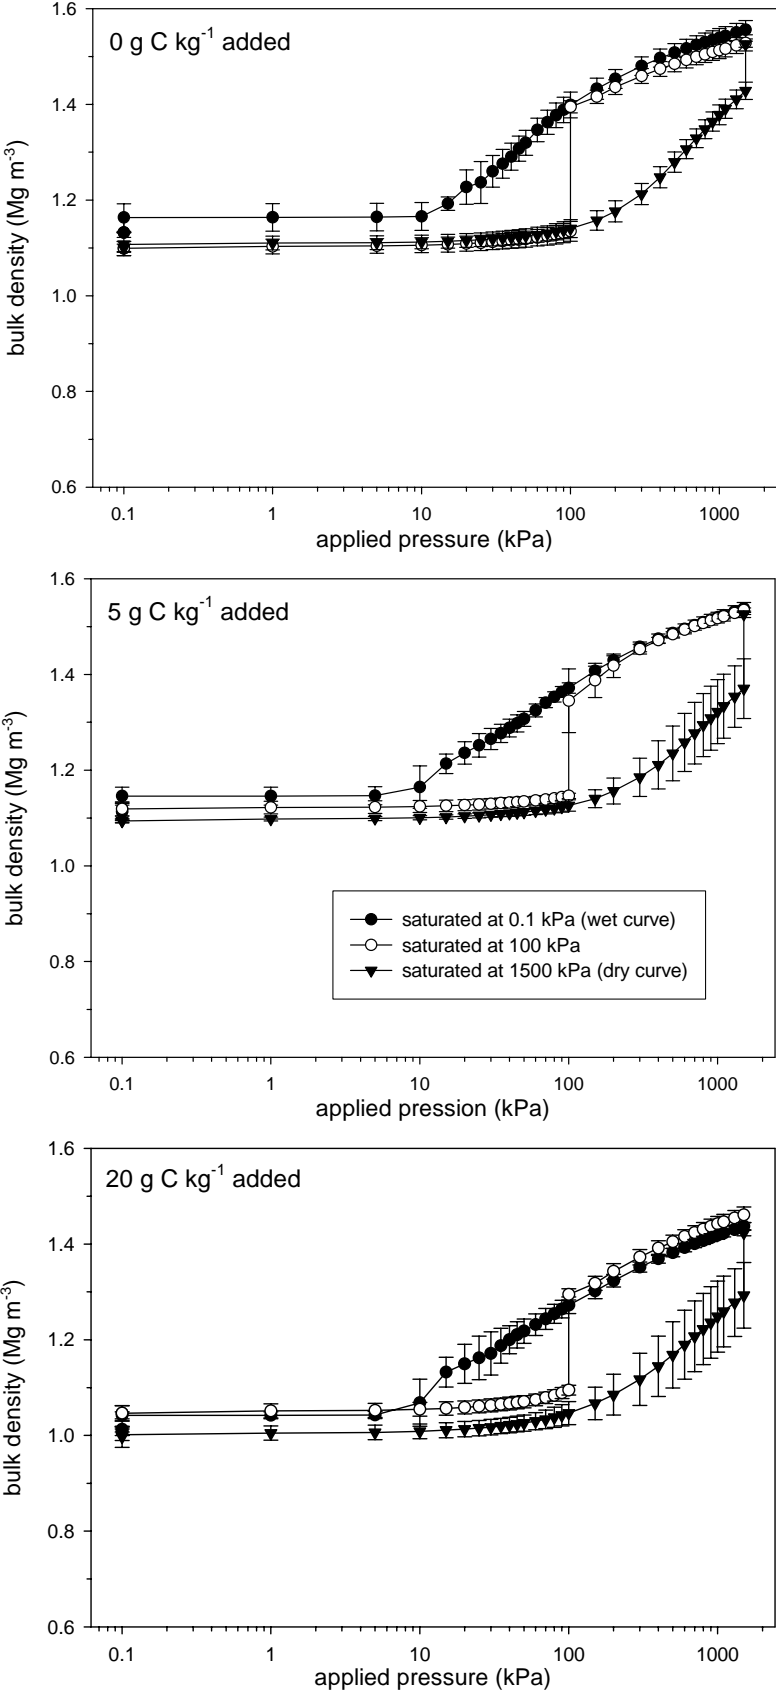 0 g C kg-1 added
bulk density (Mg m-3)
1.6
1.4
1.2
1.0
0.8
0.6
0.1 1 10 100 1000
applied pressure (kPa)
5 g C kg-1 added
bulk density (Mg m-3)
1.6
1.4
1.2
1.0
0.8
0.6
saturated at 0.1 kPa (wet curve)
saturated at 100 kPa
saturated at 1500 kPa (dry curve)
0.1 1 10 100 1000
applied pression (kPa)
20 g C kg-1 added
bulk density (Mg m-3)
1.6
1.4
1.2
1.0
0.8
0.6
0.1 1 10 100 1000
applied pressure (kPa)